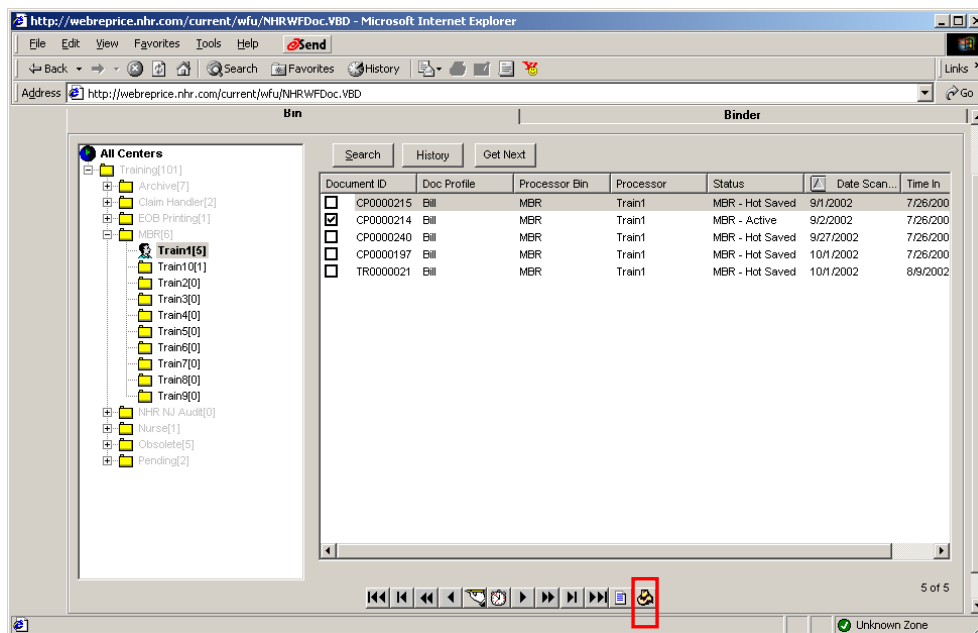 http://webreprice.nhr.com/current/wfu/NHRWFDoc.VBD - Microsoft Internet Explorer
File Edit View Favorites Tools Help Send
Back Search Favorites History Links
Address http://webreprice.nhr.com/current/wfu/NHRWFDoc.VBD Go
Bin Binder
All Centers
Training[101]
Archive[7]
Claim Handler[2]
EOB Printing[1]
MBR[6]
Train1[5]
Train10[1]
Train2[0]
Train3[0]
Train4[0]
Train5[0]
Train6[0]
Train7[0]
Train8[0]
Train9[0]
NHR NJ Audit[0]
Nurse[1]
Obsolete[5]
Pending[2]
Search History Get Next
Document ID Doc Profile Processor Bin Processor Status Date Scan... Time In
CP0000215 Bill MBR Train1 MBR - Hot Saved 9/1/2002 7/26/200
CP0000214 Bill MBR Train1 MBR - Active 9/2/2002 7/26/200
CP0000240 Bill MBR Train1 MBR - Hot Saved 9/27/2002 7/26/200
CP0000197 Bill MBR Train1 MBR - Hot Saved 10/1/2002 7/26/200
TR0000021 Bill MBR Train1 MBR - Hot Saved 10/1/2002 8/9/2002
5 of 5
Unknown Zone